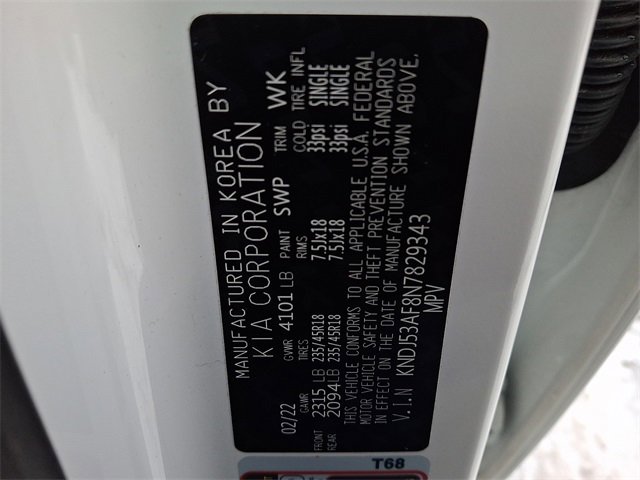 MANUFACTURED IN KOREA BY
KIA CORPORATION
02/22 GVWR 4101 LB PAINT SWP TRIM WK
GAWR TIRES RIMS COLD TIRE INFL
FRONT 2315 LB 235/45R18 7.5Jx18 33psi SINGLE
REAR 2094LB 235/45R18 7.5Jx18 33psi SINGLE
THIS VEHICLE CONFORMS TO ALL APPLICABLE U.S.A. FEDERAL
MOTOR VEHICLE SAFETY AND THEFT PREVENTION STANDARDS
IN EFFECT ON THE DATE OF MANUFACTURE SHOWN ABOVE.
V.I.N KNDJ53AF8N7829343
MPV
T68